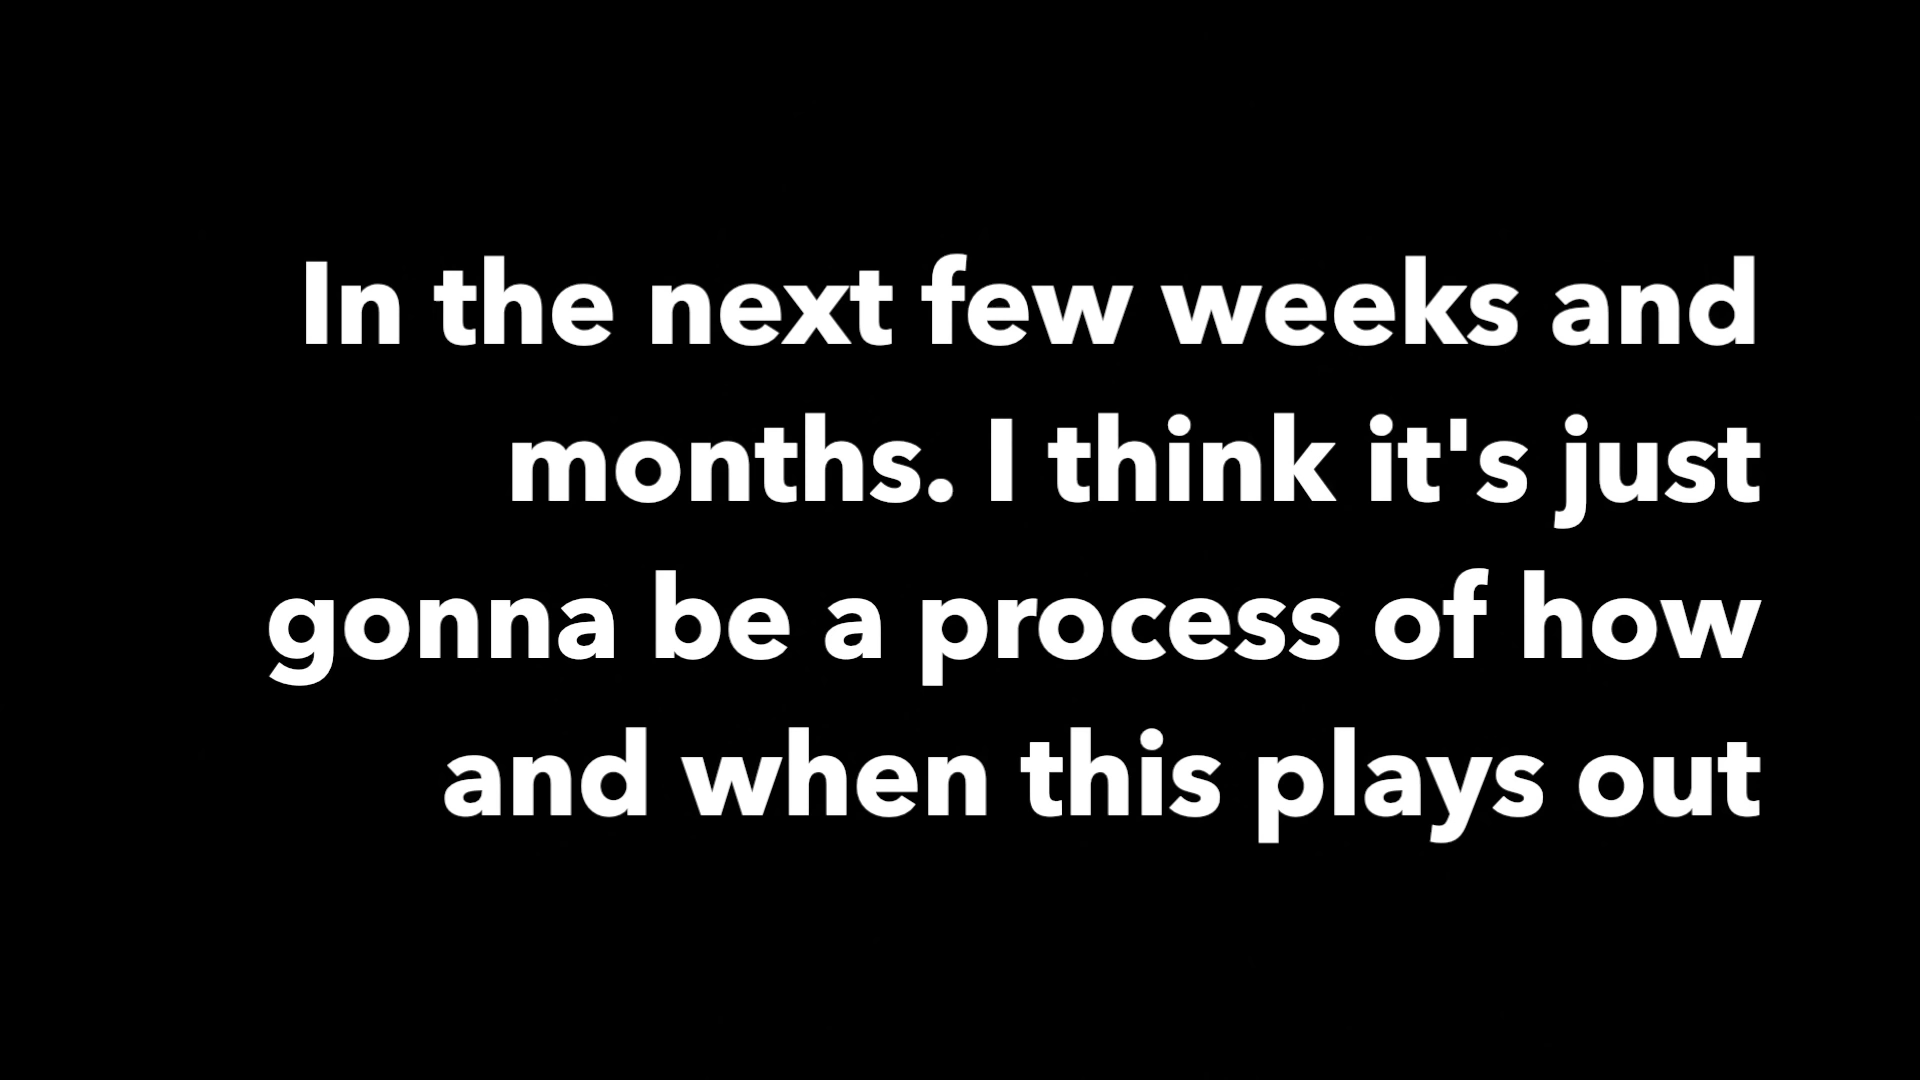 In the next few weeks and
months. I think it's just
gonna be a process of how
and when this plays out